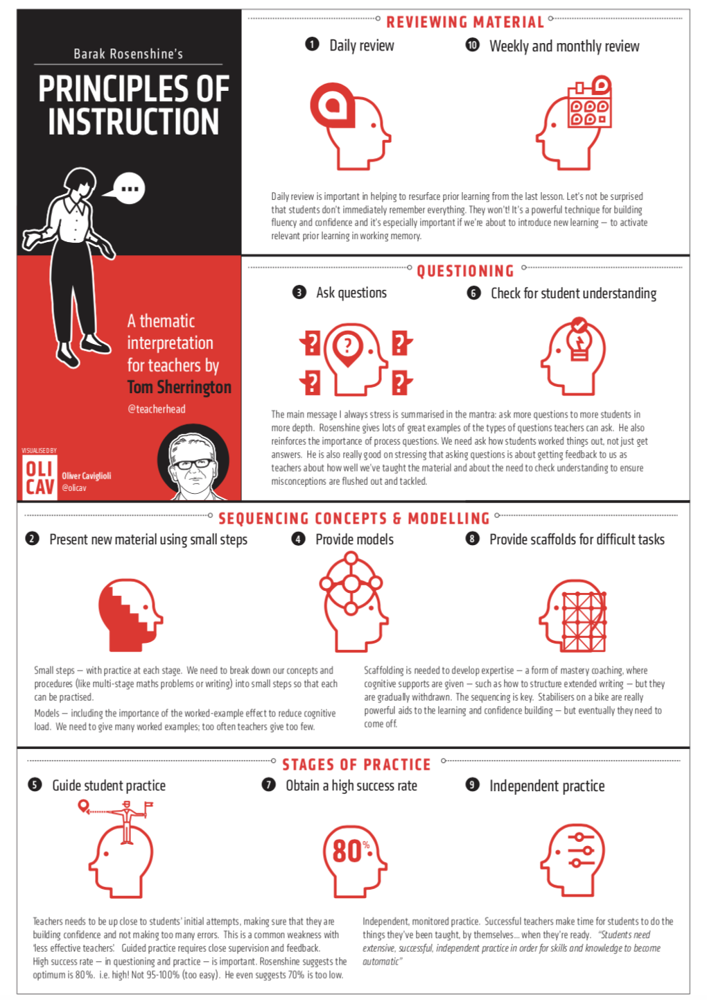 Barak Rosenshine's
PRINCIPLES OF
INSTRUCTION
A thematic
interpretation
for teachers by
Tom Sherrington
@teacherhead
VISUALISED BY
OLI
CAV
Oliver Caviglioli
@olicav
REVIEWING MATERIAL
1 Daily review
10 Weekly and monthly review
Daily review is important in helping to resurface prior learning from the last lesson. Let's not be surprised
that students don't immediately remember everything. They won't! It's a powerful technique for building
fluency and confidence and it's especially important if we're about to introduce new learning – to activate
relevant prior learning in working memory.
QUESTIONING
3 Ask questions
6 Check for student understanding
?
? ?
? ?
The main message I always stress is summarised in the mantra: ask more questions to more students in
more depth. Rosenshine gives lots of great examples of the types of questions teachers can ask. He also
reinforces the importance of process questions. We need ask how students worked things out, not just get
answers. He is also really good on stressing that asking questions is about getting feedback to us as
teachers about how well we've taught the material and about the need to check understanding to ensure
misconceptions are flushed out and tackled.
SEQUENCING CONCEPTS & MODELLING
2 Present new material using small steps
4 Provide models
8 Provide scaffolds for difficult tasks
Small steps – with practice at each stage. We need to break down our concepts and
procedures (like multi-stage maths problems or writing) into small steps so that each
can be practised.
Models – including the importance of the worked-example effect to reduce cognitive
load. We need to give many worked examples; too often teachers give too few.
Scaffolding is needed to develop expertise – a form of mastery coaching, where
cognitive supports are given – such as how to structure extended writing – but they
are gradually withdrawn. The sequencing is key. Stabilisers on a bike are really
powerful aids to the learning and confidence building – but eventually they need to
come off.
STAGES OF PRACTICE
5 Guide student practice
7 Obtain a high success rate
9 Independent practice
80%
Teachers needs to be up close to students' initial attempts, making sure that they are
building confidence and not making too many errors. This is a common weakness with
'less effective teachers'. Guided practice requires close supervision and feedback.
High success rate – in questioning and practice – is important. Rosenshine suggests the
optimum is 80%. i.e. high! Not 95-100% (too easy). He even suggests 70% is too low.
Independent, monitored practice. Successful teachers make time for students to do the
things they've been taught, by themselves... when they're ready. "Students need
extensive, successful, independent practice in order for skills and knowledge to become
automatic"